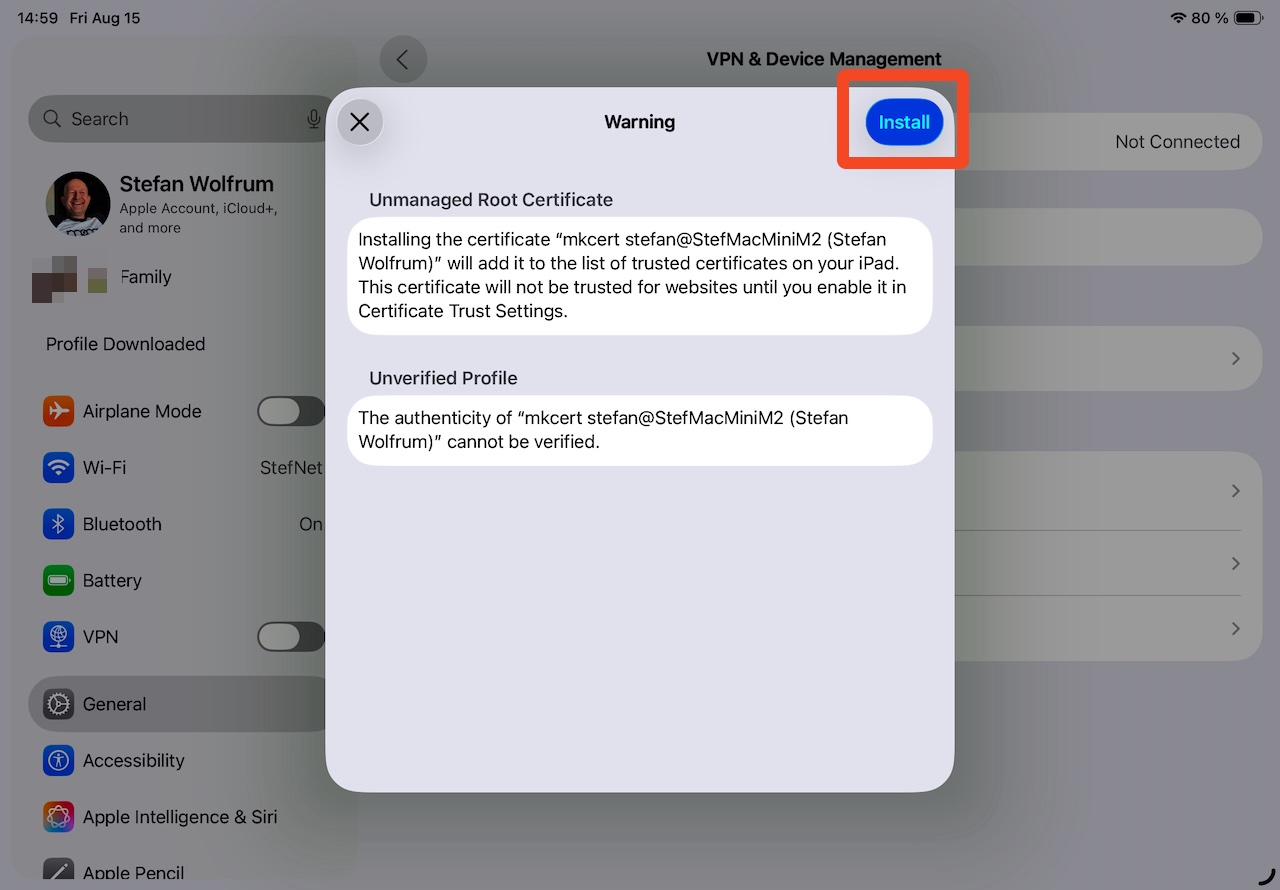 14:59 Fri Aug 15
80 %
VPN & Device Management
Search
Stefan Wolfrum
Apple Account, iCloud+,
and more
Family
Profile Downloaded
Airplane Mode
Wi-Fi StefNet
Bluetooth On
Battery
VPN
General
Accessibility
Apple Intelligence & Siri
Apple Pencil
Not Connected
Warning
Install
Unmanaged Root Certificate
Installing the certificate “mkcert stefan@StefMacMiniM2 (Stefan
Wolfrum)” will add it to the list of trusted certificates on your iPad.
This certificate will not be trusted for websites until you enable it in
Certificate Trust Settings.
Unverified Profile
The authenticity of “mkcert stefan@StefMacMiniM2 (Stefan
Wolfrum)” cannot be verified.